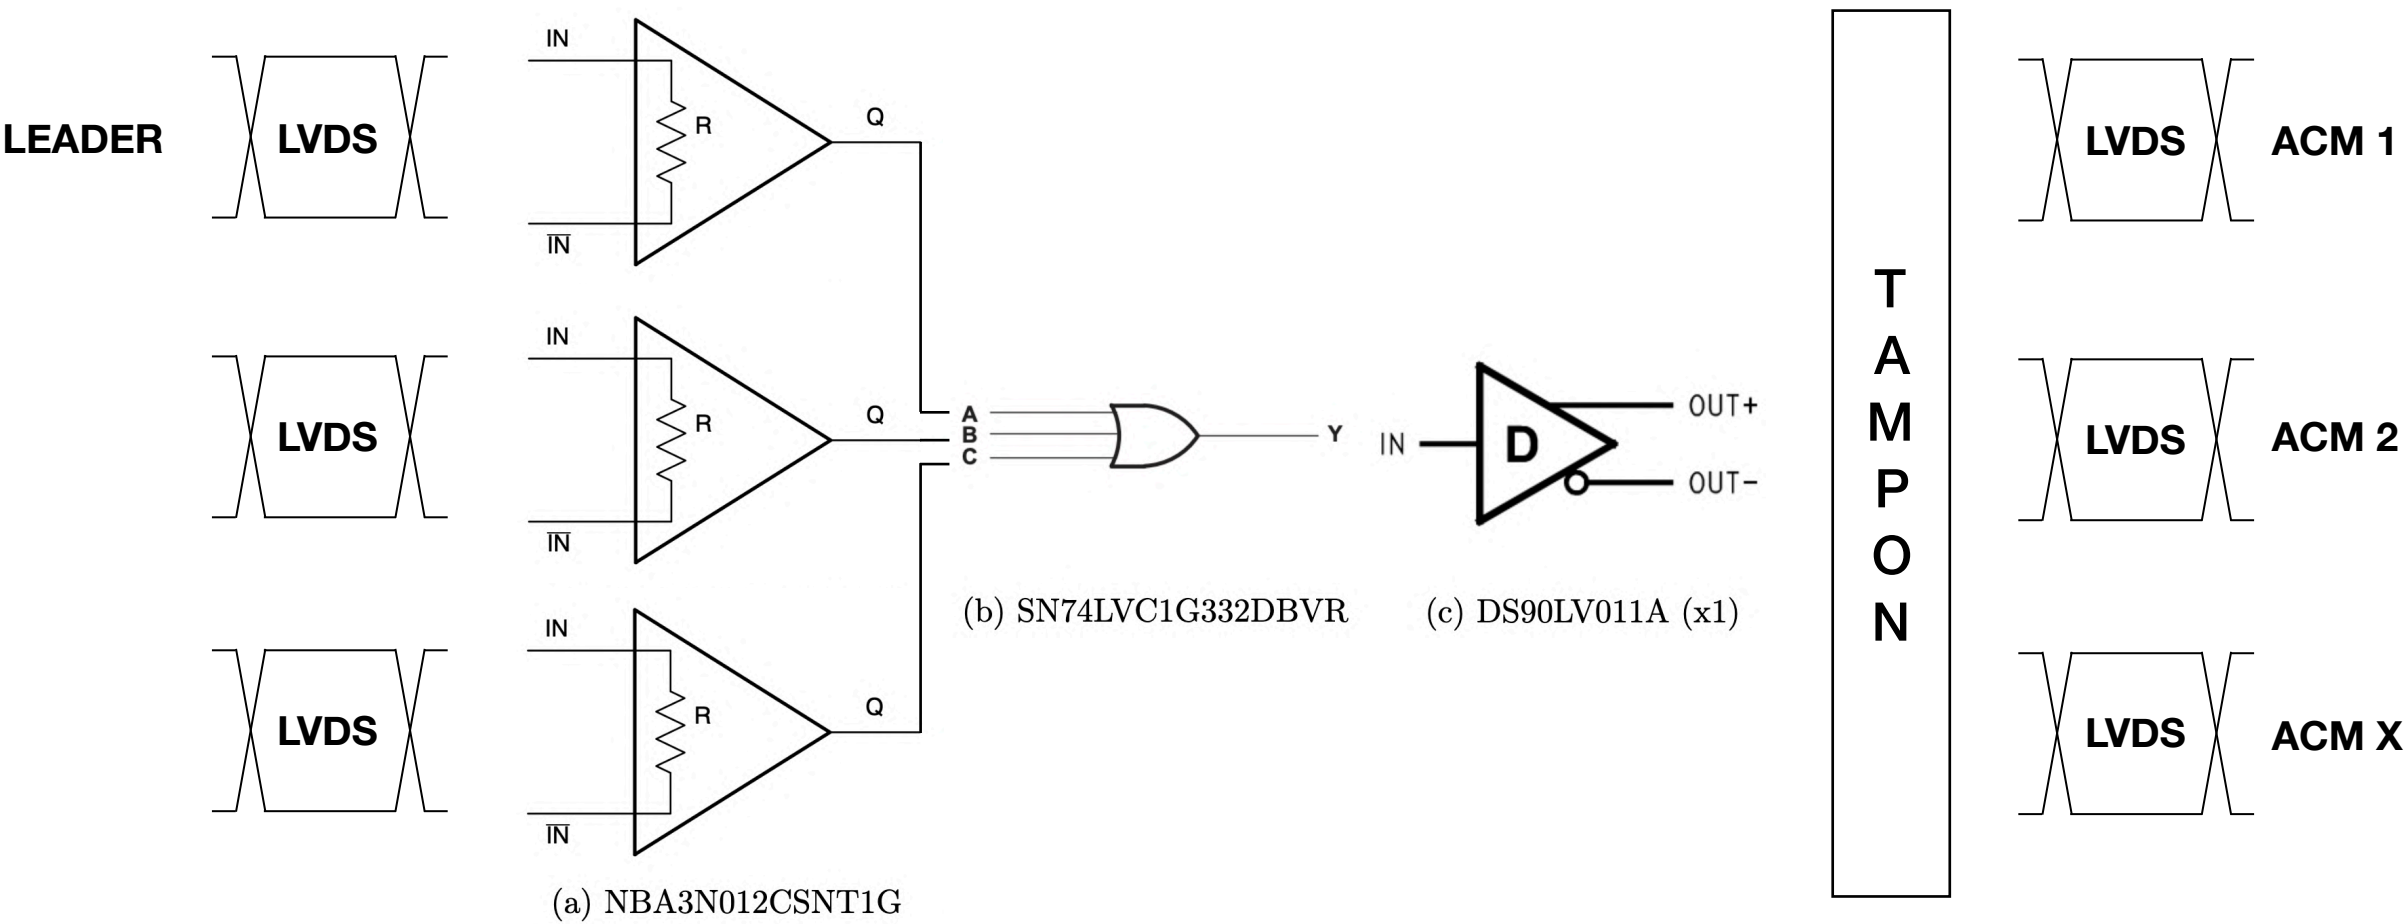 IN
Q
R
LEADER
LVDS
IN
LVDS
ACM 1
IN
Q
R
LVDS
IN
A
B
C
Y
IN
D
OUT+
OUT-
TAMPON
LVDS
ACM 2
(b) SN74LVC1G332DBVR
(c) DS90LV011A (x1)
IN
Q
R
LVDS
IN
LVDS
ACM X
(a) NBA3N012CSNT1G